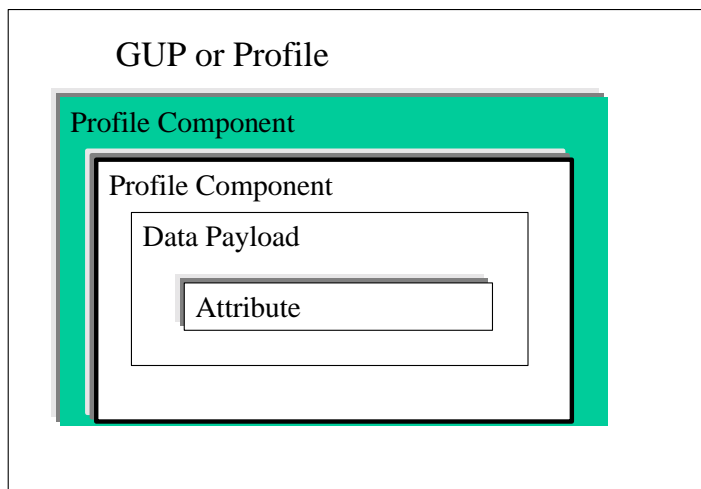 GUP or Profile
Profile Component
Profile Component
Data Payload
Attribute